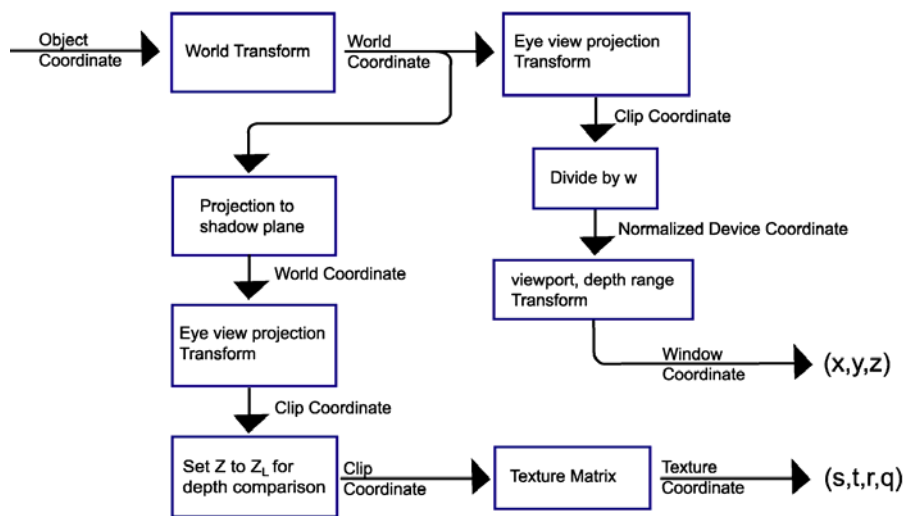 Object
Coordinate
World Transform
World
Coordinate
Eye view projection
Transform
Clip Coordinate
Divide by w
Normalized Device Coordinate
viewport, depth range
Transform
Window
Coordinate
(x,y,z)
Projection to
shadow plane
World Coordinate
Eye view projection
Transform
Clip Coordinate
Set Z to Z_L for
depth comparison
Clip
Coordinate
Texture Matrix
Texture
Coordinate
(s,t,r,q)